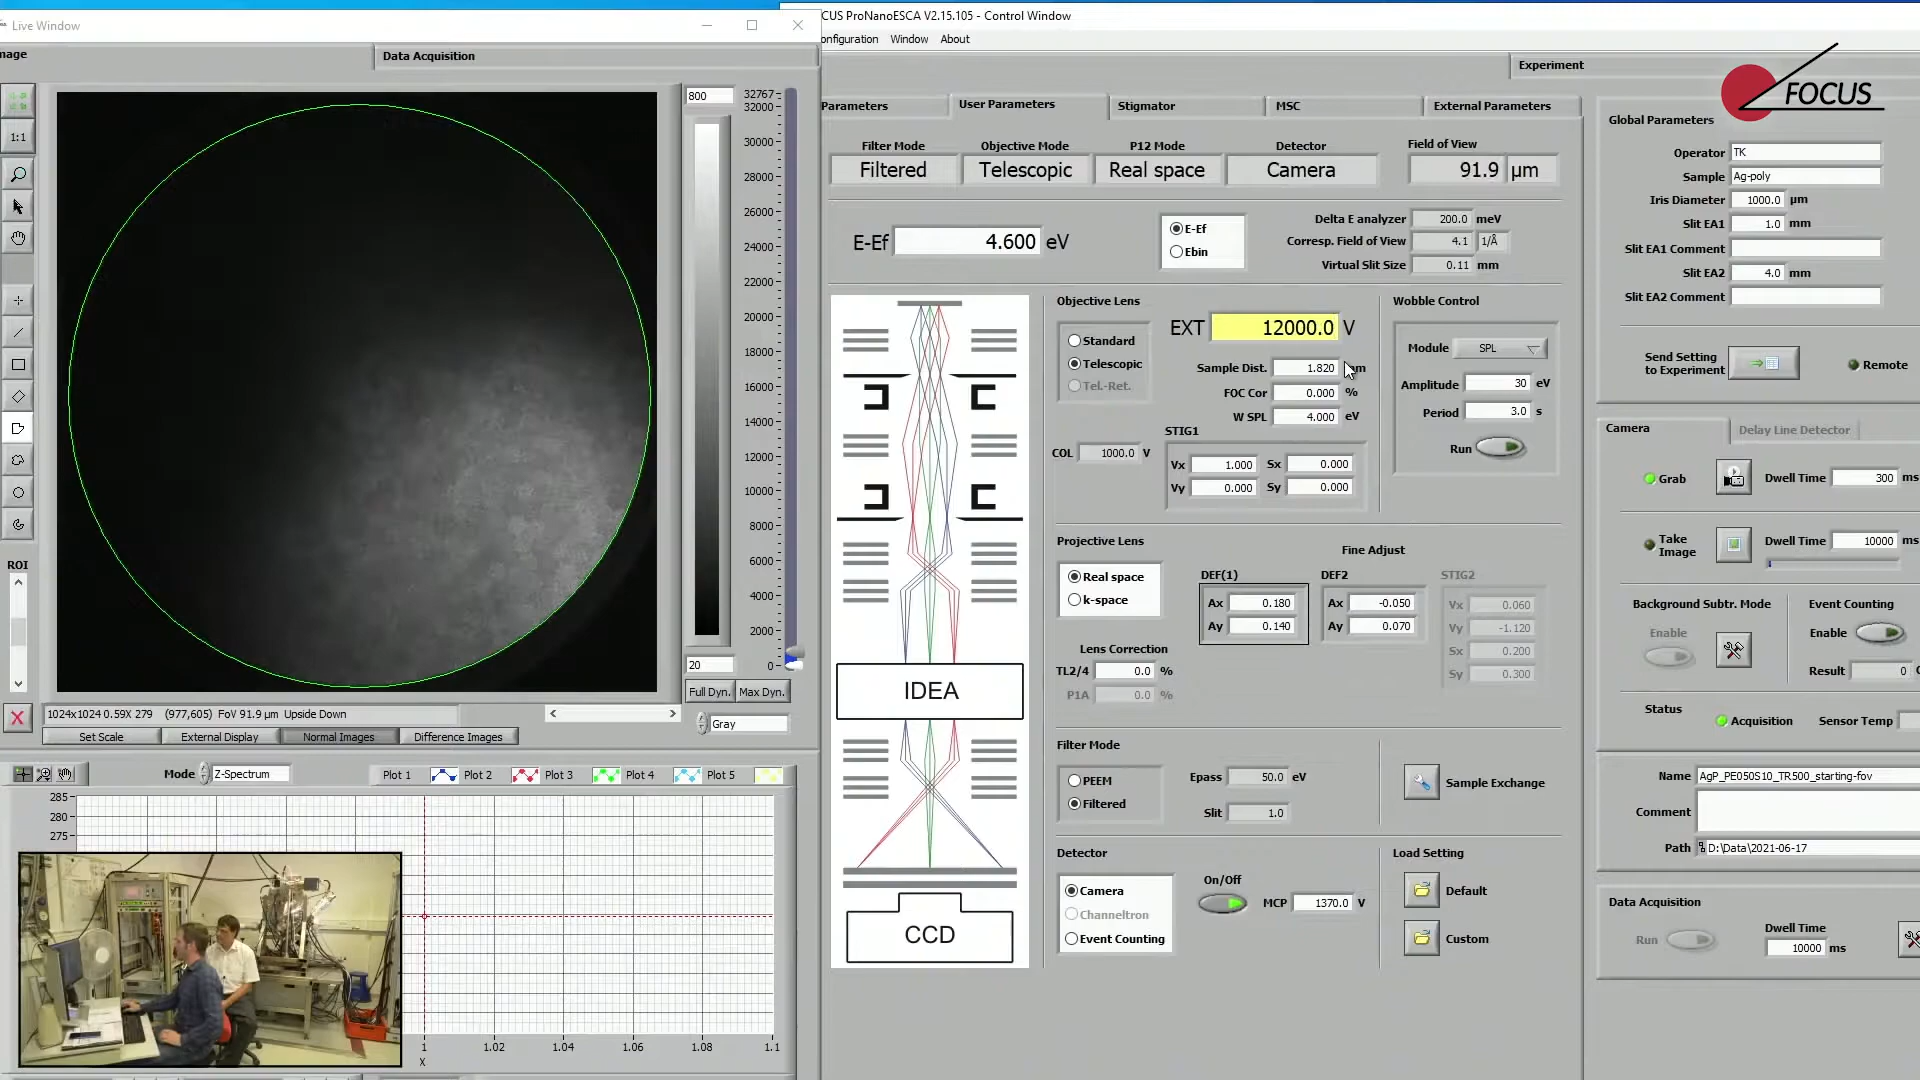 Live Window
CUS ProNanoESCA V2.15.105 - Control Window
onfiguration Window About
mage
Data Acquisition
Experiment
FOCUS
Parameters
User Parameters
Stigmator
MSC
External Parameters
Filter Mode
Filtered
Objective Mode
Telescopic
P12 Mode
Real space
Detector
Camera
Field of View
91.9 µm
E-Ef 4.600 eV
E-Ef
Ebin
Delta E analyzer 200.0 meV
Corresp. Field of View 4.1 1/Å
Virtual Slit Size 0.11 mm
1:1
ROI
800
32767
32000
30000
28000
26000
24000
22000
20000
18000
16000
14000
12000
10000
8000
6000
4000
2000
0
20
Full Dyn. Max Dyn.
Gray
1024x1024 0.59X 279 (977,605) FoV 91.9 µm Upside Down
Set Scale
External Display
Normal Images
Difference Images
Mode Z-Spectrum
Plot 1
Plot 2
Plot 3
Plot 4
Plot 5
285
280
275
1
1.02
1.04
1.06
1.08
1.1
X
IDEA
CCD
Objective Lens
Standard
Telescopic
Tel.-Ret.
EXT 12000.0 V
Sample Dist. 1.820
FOC Cor 0.000 %
W SPL 4.000 eV
COL 1000.0 V
STIG1
Vx 1.000 Sx 0.000
Vy 0.000 Sy 0.000
Wobble Control
Module SPL
Amplitude 30 eV
Period 3.0 s
Run
Projective Lens
Real space
k-space
Fine Adjust
DEF(1)
Ax 0.180
Ay 0.140
DEF2
Ax -0.050
Ay 0.070
STIG2
Vx 0.060
Vy -1.120
Sx 0.200
Sy 0.300
Lens Correction
TL2/4 0.0 %
P1A 0.0 %
Filter Mode
PEEM
Filtered
Epass 50.0 eV
Slit 1.0
Sample Exchange
Detector
Camera
Channeltron
Event Counting
On/Off
MCP 1370.0 V
Load Setting
Default
Custom
Global Parameters
Operator TK
Sample Ag-poly
Iris Diameter 1000.0 µm
Slit EA1 1.0 mm
Slit EA1 Comment
Slit EA2 4.0 mm
Slit EA2 Comment
Send Setting
to Experiment
Remote
Camera
Delay Line Detector
Grab
Dwell Time 300 ms
Take
Image
Dwell Time 10000 ms
Background Subtr. Mode
Enable
Event Counting
Enable
Result 0
Status
Acquisition
Sensor Temp
Name AgP_PE050S10_TR500_starting-fov
Comment
Path D:\Data\2021-06-17
Data Acquisition
Run
Dwell Time
10000 ms